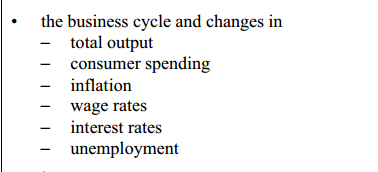 • the business cycle and changes in
– total output
– consumer spending
– inflation
– wage rates
– interest rates
– unemployment